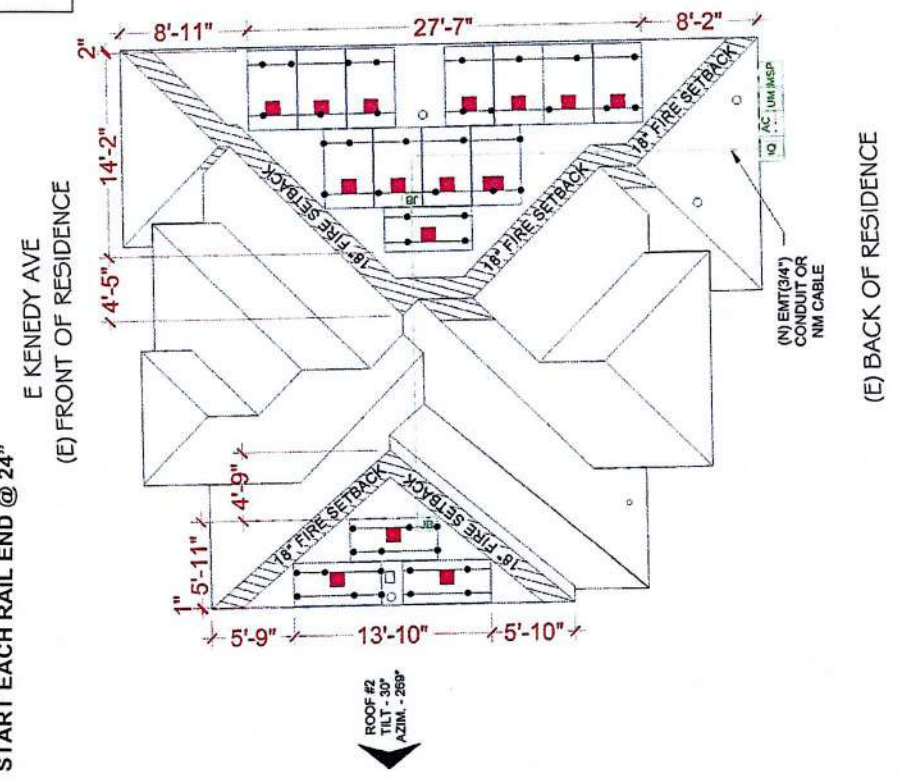 START EACH RAIL END @ 24"
E KENEDY AVE
(E) FRONT OF RESIDENCE
8'-11"
27'-7"
8'-2"
2"
14'-2"
4'-5"
18" FIRE SETBACK
18" FIRE SETBACK
18" FIRE SETBACK
JB
IQ
AC
UM
MSP
(N) EMT(3/4")
CONDUIT OR
NM CABLE
4'-9"
5'-11"
1"
18" FIRE SETBACK
18" FIRE SETBACK
JB
5'-9"
13'-10"
5'-10"
ROOF #2
TILT - 30°
AZIM. - 269°
(E) BACK OF RESIDENCE